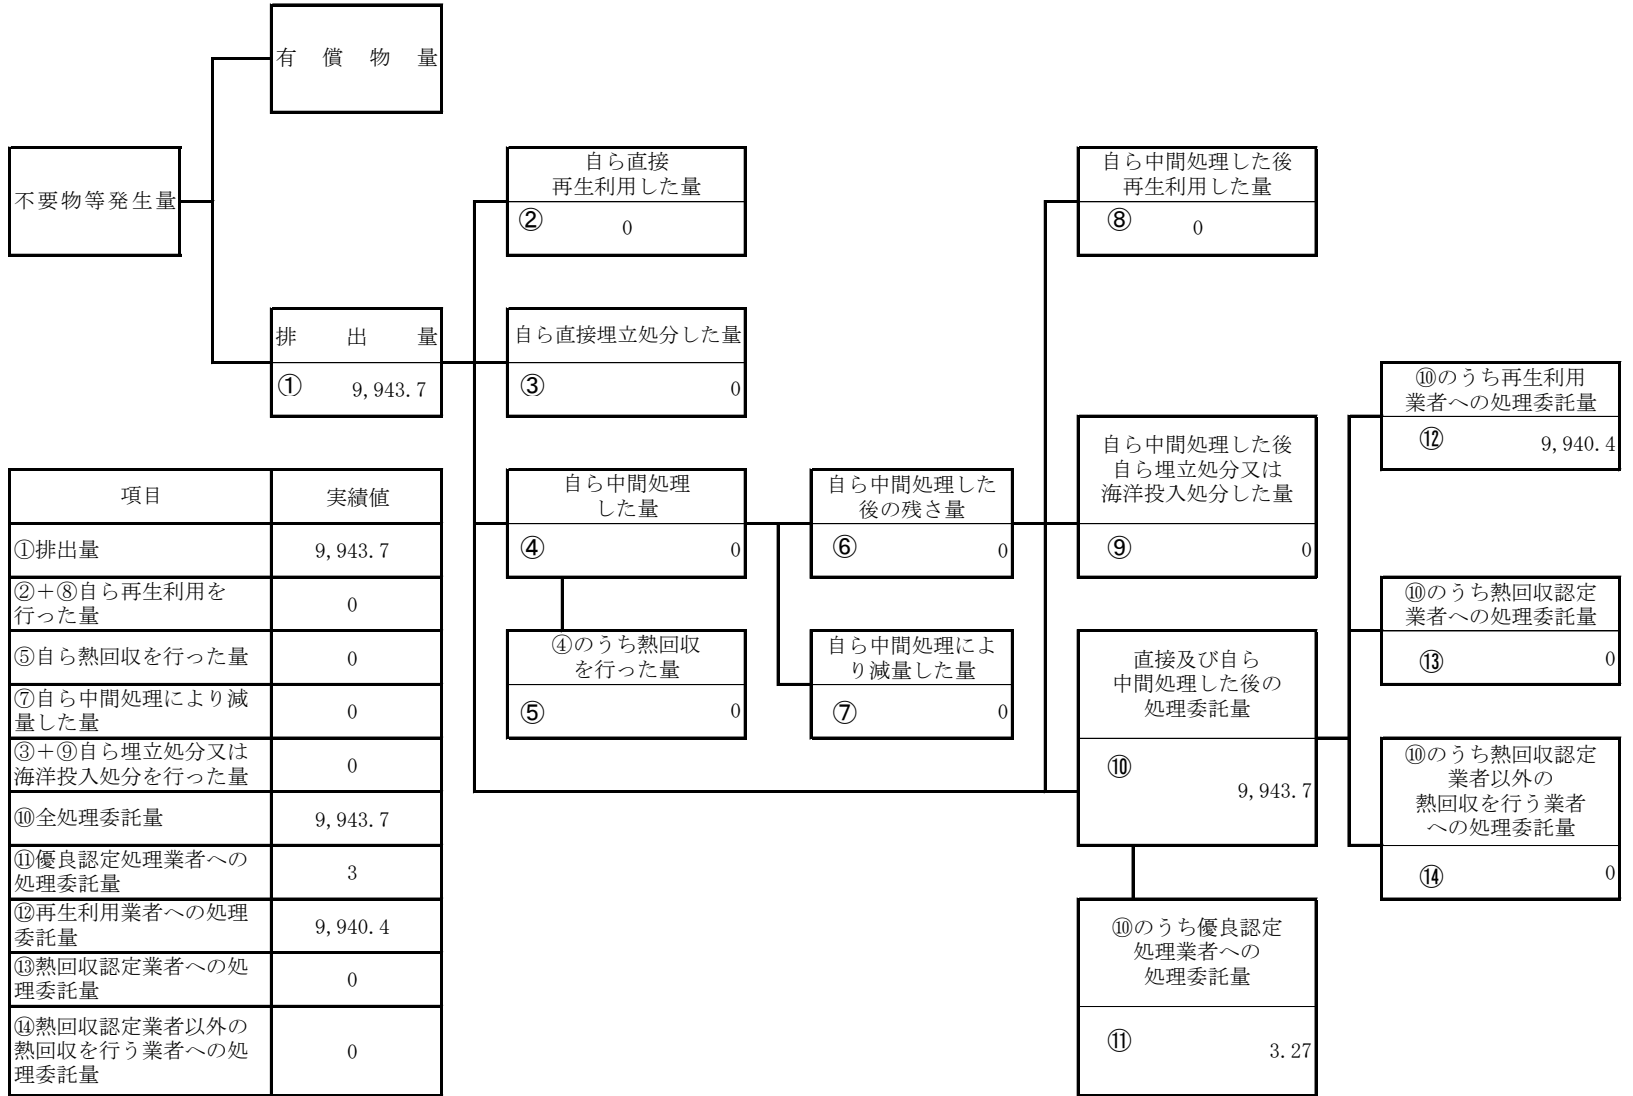 有償物量
不要物等発生量
排出量
① 9,943.7
自ら直接
再生利用した量
② 0
自ら直接埋立処分した量
③ 0
自ら中間処理
した量
④ 0
④のうち熱回収
を行った量
⑤ 0
自ら中間処理した
後の残さ量
⑥ 0
自ら中間処理によ
り減量した量
⑦ 0
自ら中間処理した後
再生利用した量
⑧ 0
自ら中間処理した後
自ら埋立処分又は
海洋投入処分した量
⑨ 0
直接及び自ら
中間処理した後の
処理委託量
⑩
9,943.7
⑩のうち優良認定
処理業者への
処理委託量
⑪ 3.27
⑩のうち再生利用
業者への処理委託量
⑫ 9,940.4
⑩のうち熱回収認定
業者への処理委託量
⑬ 0
⑩のうち熱回収認定
業者以外の
熱回収を行う業者
への処理委託量
⑭ 0
項目 実績値
①排出量 9,943.7
②＋⑧自ら再生利用を
行った量 0
⑤自ら熱回収を行った量 0
⑦自ら中間処理により減
量した量 0
③＋⑨自ら埋立処分又は
海洋投入処分を行った量 0
⑩全処理委託量 9,943.7
⑪優良認定処理業者への
処理委託量 3
⑫再生利用業者への処理
委託量 9,940.4
⑬熱回収認定業者への処
理委託量 0
⑭熱回収認定業者以外の
熱回収を行う業者への処
理委託量 0